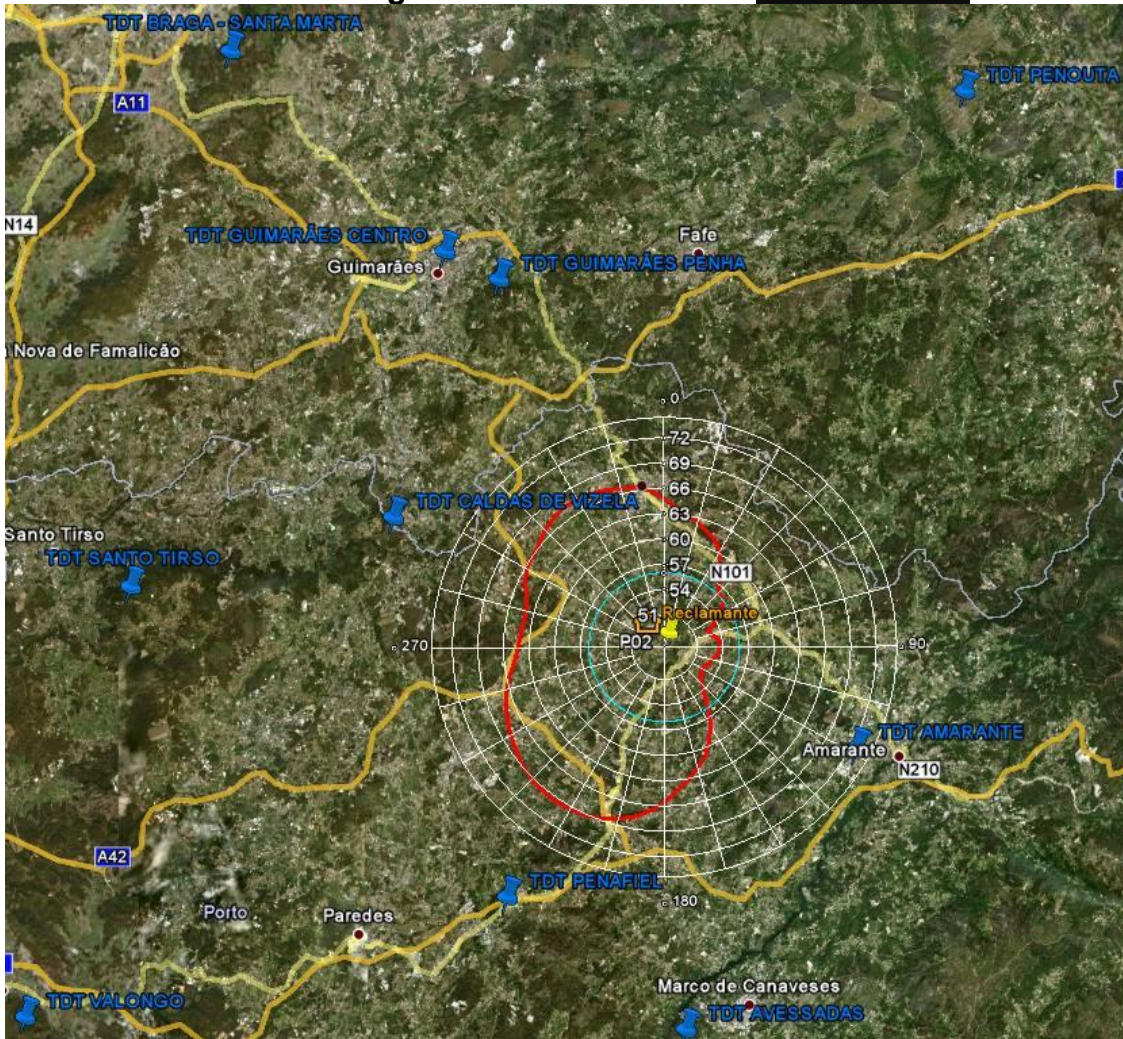 TDT BRAGA - SANTA MARTA
TDT PENOUTA
A11
N14
TDT GUIMARÃES CENTRO
Fafe
Guimarães
TDT GUIMARÃES PENHA
Nova de Famalicão
0
72
69
66
TDT CALDAS DE VIZELA
63
Santo Tirso
60
TDT SANTO TIRSO
57
N101
54
51
Reclamante
P02
270
90
TDT AMARANTE
Amarante
N210
A42
TDT PENAFIEL
180
Porto
Paredes
Marco de Canaveses
TDT VALONGO
TDT AVESSADAS